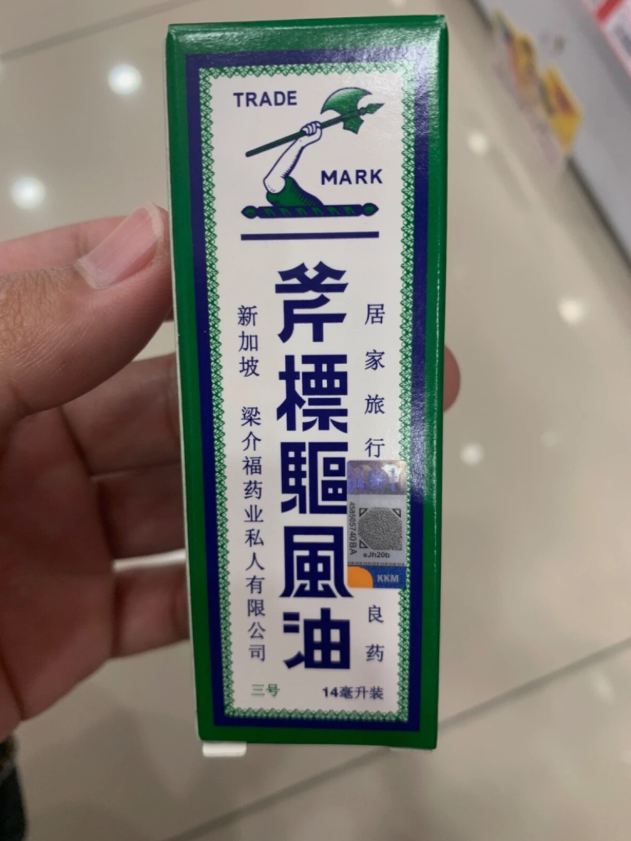 TRADE
MARK
斧標驅風油
居家旅行
良药
新加坡 梁介福药业私人有限公司
三号
14毫升装
eJh20b
KKM